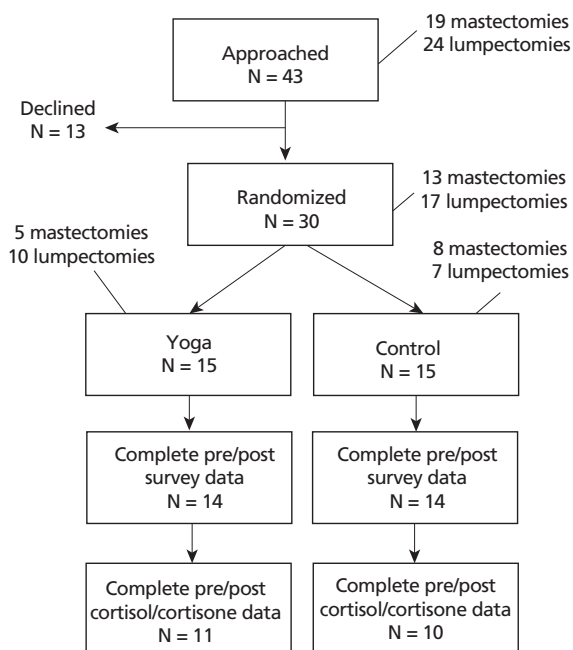 19 mastectomies
24 lumpectomies
Approached
N = 43
Declined
N = 13
Randomized
N = 30
13 mastectomies
17 lumpectomies
5 mastectomies
10 lumpectomies
8 mastectomies
7 lumpectomies
Yoga
N = 15
Control
N = 15
Complete pre/post
survey data
N = 14
Complete pre/post
survey data
N = 14
Complete pre/post
cortisol/cortisone data
N = 11
Complete pre/post
cortisol/cortisone data
N = 10